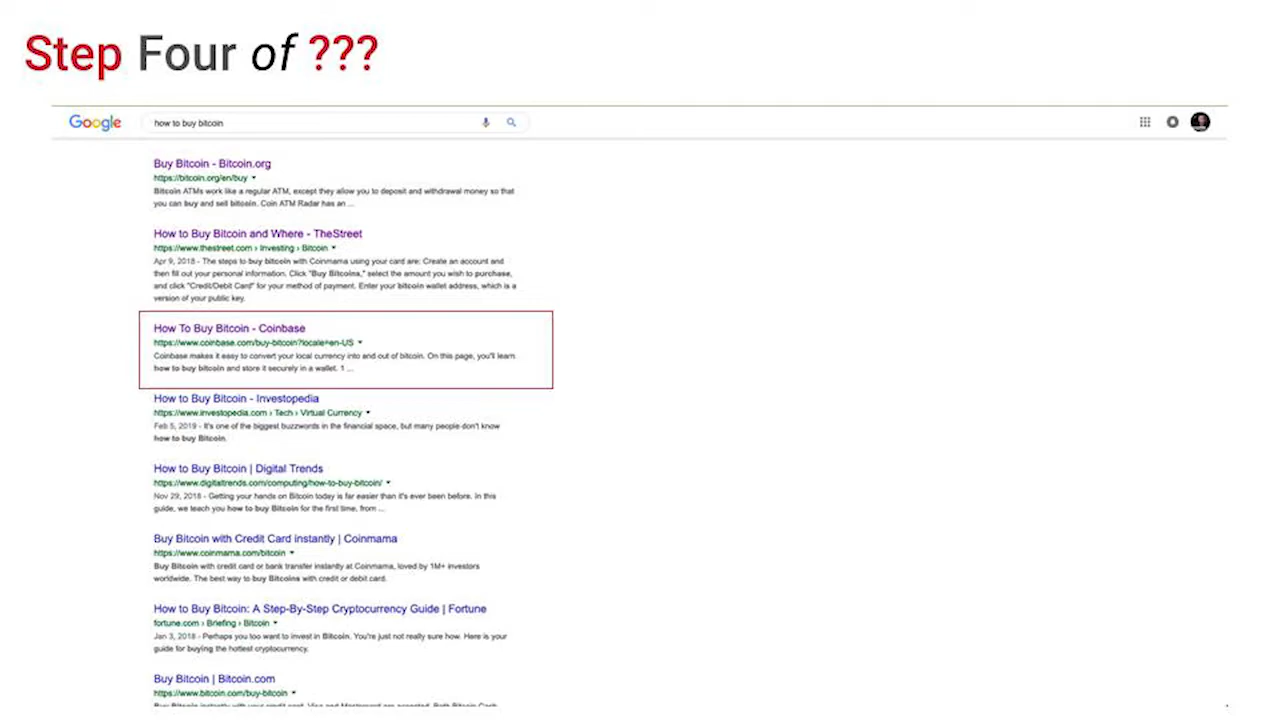 Step Four of ???
Google
how to buy bitcoin
Buy Bitcoin - Bitcoin.org
https://bitcoin.org/en/buy
Bitcoin ATMs work like a regular ATM, except they allow you to deposit and withdrawal money so that
you can buy and sell bitcoin. Coin ATM Radar has an ...
How to Buy Bitcoin and Where - TheStreet
https://www.thestreet.com › Investing › Bitcoin
Apr 9, 2018 - The steps to buy bitcoin with Coinmama using your card are: Create an account and
then fill out your personal information. Click "Buy Bitcoins," select the amount you wish to purchase,
and click "Credit/Debit Card" for your method of payment. Enter your bitcoin wallet address, which is a
version of your public key.
How To Buy Bitcoin - Coinbase
https://www.coinbase.com/buy-bitcoin?locale=en-US
Coinbase makes it easy to convert your local currency into and out of bitcoin. On this page, you'll learn
how to buy bitcoin and store it securely in a wallet. 1 ...
How to Buy Bitcoin - Investopedia
https://www.investopedia.com › Tech › Virtual Currency
Feb 5, 2019 - It's one of the biggest buzzwords in the financial space, but many people don't know
how to buy Bitcoin.
How to Buy Bitcoin | Digital Trends
https://www.digitaltrends.com/computing/how-to-buy-bitcoin/
Nov 29, 2018 - Getting your hands on Bitcoin today is far easier than it's ever been before. In this
guide, we teach you how to buy Bitcoin for the first time, from ...
Buy Bitcoin with Credit Card instantly | Coinmama
https://www.coinmama.com/bitcoin
Buy Bitcoin with credit card or bank transfer instantly at Coinmama, loved by 1M+ investors
worldwide. The best way to buy Bitcoins with credit or debit card.
How to Buy Bitcoin: A Step-By-Step Cryptocurrency Guide | Fortune
fortune.com › Briefing › Bitcoin
Jan 3, 2018 - Perhaps you too want to invest in Bitcoin. You're just not really sure how. Here is your
guide for buying the hottest cryptocurrency.
Buy Bitcoin | Bitcoin.com
https://www.bitcoin.com/buy-bitcoin
Buy Bitcoin instantly with your credit card. Visa and Mastercard are accepted. Both Bitcoin Cash